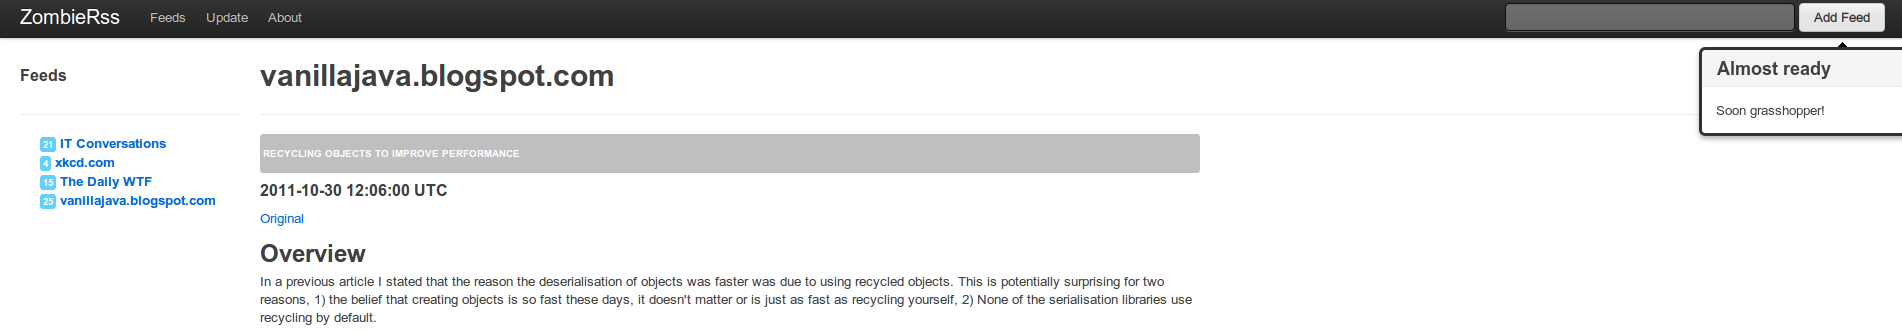 ZombieRss Feeds Update About Add Feed
Almost ready
Soon grasshopper!
Feeds
21 IT Conversations
4 xkcd.com
15 The Daily WTF
25 vanillajava.blogspot.com
vanillajava.blogspot.com
RECYCLING OBJECTS TO IMPROVE PERFORMANCE
2011-10-30 12:06:00 UTC
Original
Overview
In a previous article I stated that the reason the deserialisation of objects was faster was due to using recycled objects. This is potentially surprising for two
reasons, 1) the belief that creating objects is so fast these days, it doesn't matter or is just as fast as recycling yourself, 2) None of the serialisation libraries use
recycling by default.